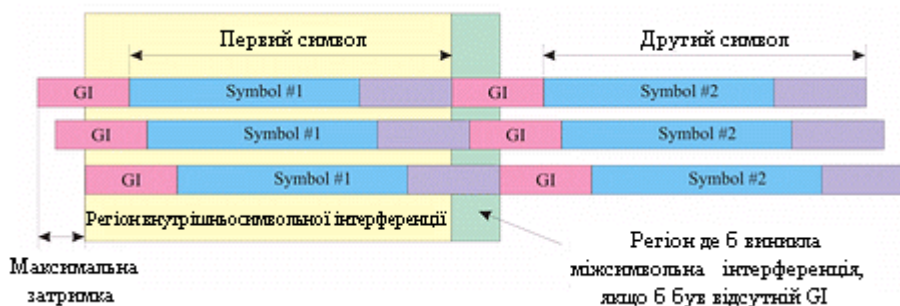 Первий символ
Другий символ
GI Symbol #1 GI Symbol #2
GI Symbol #1 GI Symbol #2
GI Symbol #1 GI Symbol #2
Регіон внутрішньосимвольної інтерференції
Максимальна
затримка
Регіон де б виникла
міжсимвольна інтерференція,
якщо б був відсутній GI